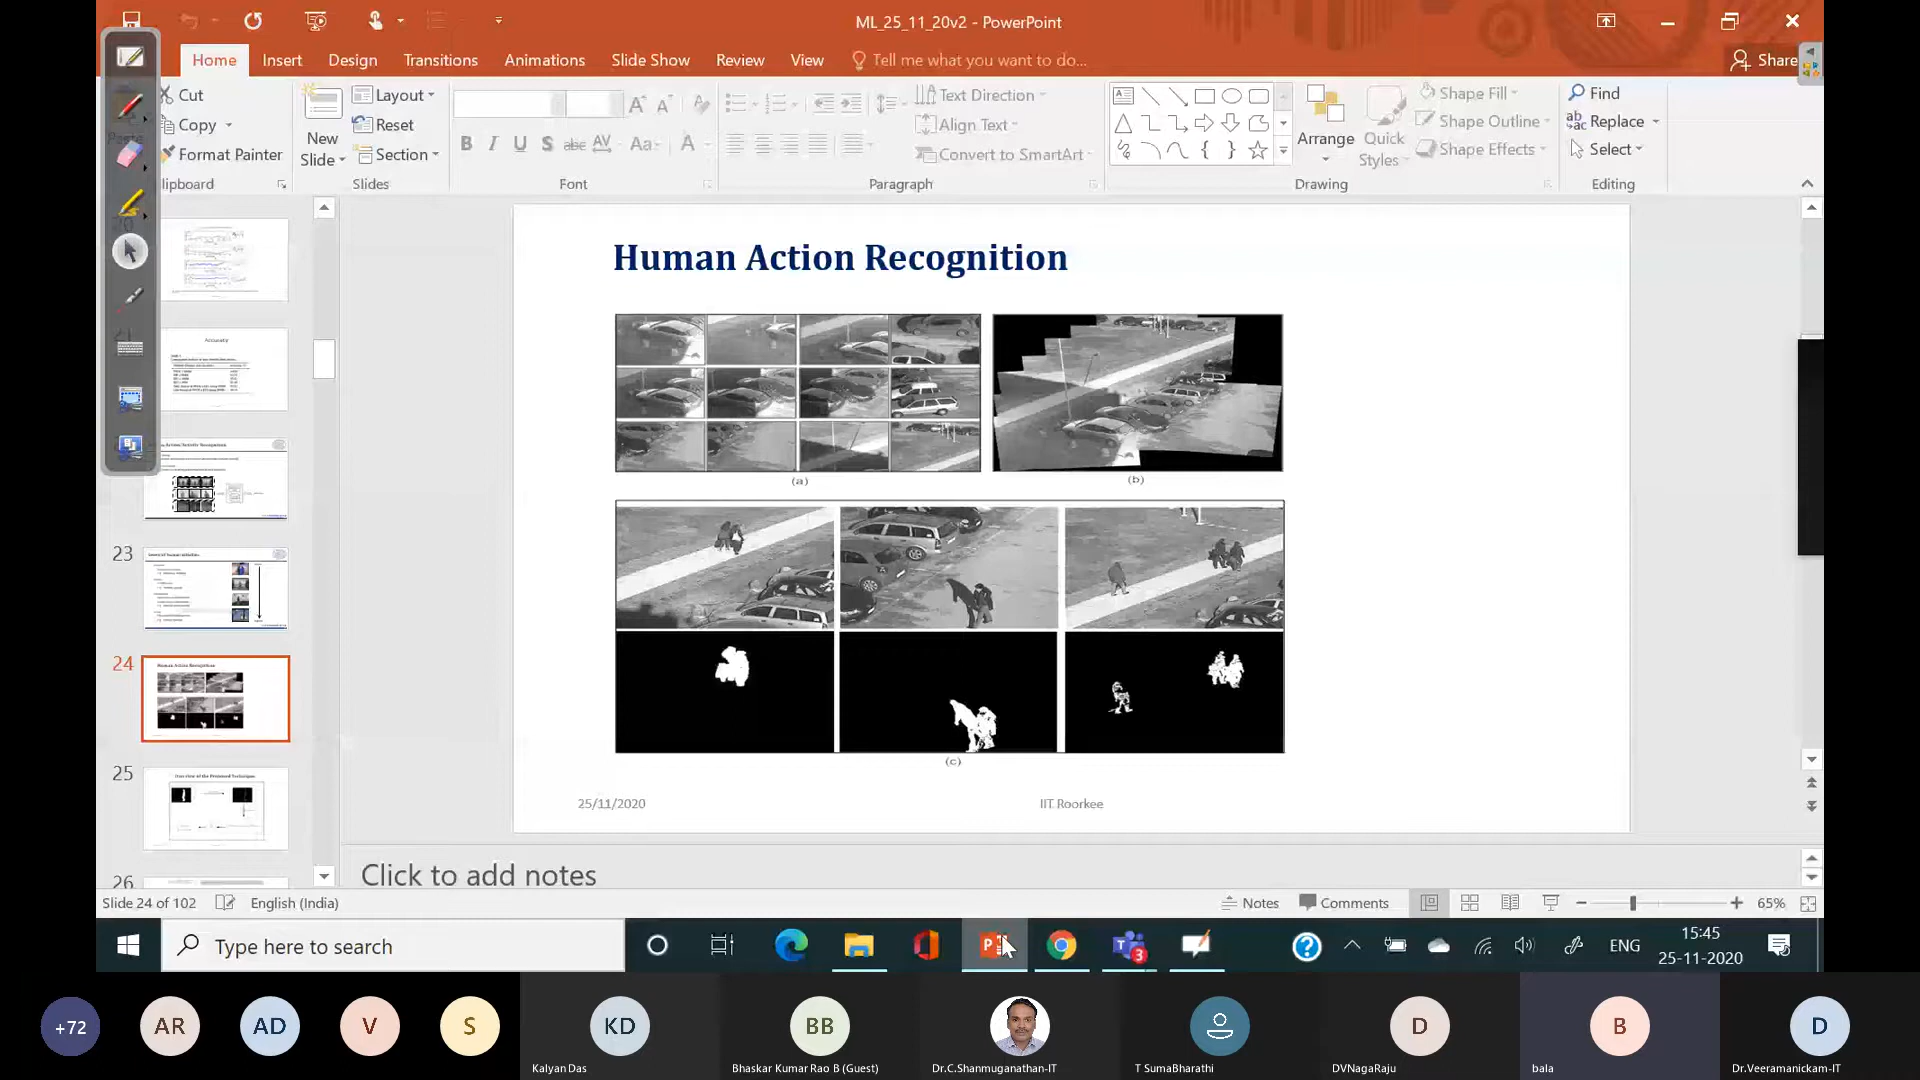 ML_25_11_20v2 - PowerPoint
Home Insert Design Transitions Animations Slide Show Review View Tell me what you want to do... Share
Cut
Copy
Format Painter
New Slide
Layout
Reset
Section
Slides
Font
Text Direction
Align Text
Convert to SmartArt
Paragraph
Arrange
Quick Styles
Shape Fill
Shape Outline
Shape Effects
Drawing
Find
Replace
Select
Editing
23
24
25
26
Human Action Recognition
(a)
(b)
(c)
25/11/2020
IIT Roorkee
Click to add notes
Slide 24 of 102 English (India) Notes Comments 65%
Type here to search
3
ENG
15:45
25-11-2020
+72 AR AD V S KD BB D B D
Kalyan Das Bhaskar Kumar Rao B (Guest) Dr.C.Shanmuganathan-IT T SumaBharathi DVNagaRaju bala Dr.Veeramanickam-IT